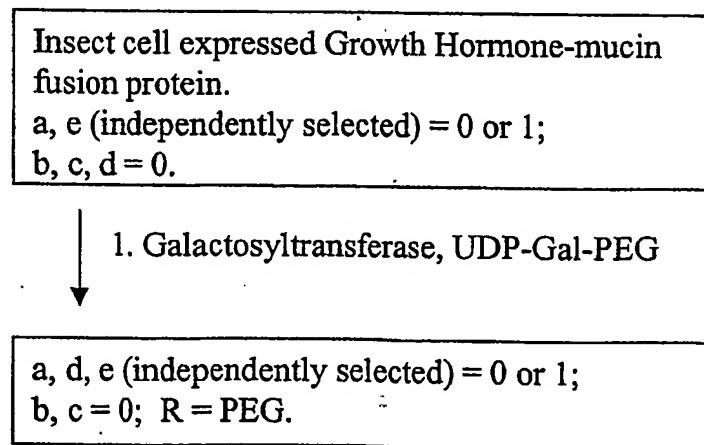 Insect cell expressed Growth Hormone-mucin
fusion protein.
a, e (independently selected) = 0 or 1;
b, c, d = 0.
1. Galactosyltransferase, UDP-Gal-PEG
a, d, e (independently selected) = 0 or 1;
b, c = 0; R = PEG.